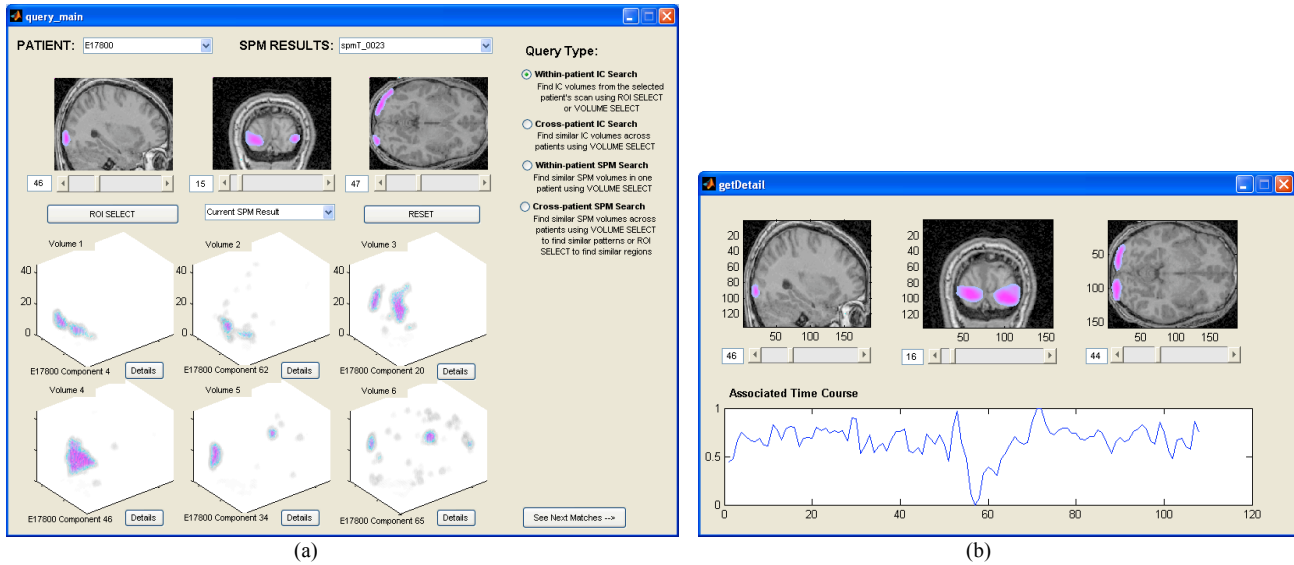 query_main
PATIENT: E17800 SPM RESULTS: spmT_0023
Query Type:
Within-patient IC Search
Find IC volumes from the selected
patient's scan using ROI SELECT
or VOLUME SELECT
Cross-patient IC Search
Find similar IC volumes across
patients using VOLUME SELECT
Within-patient SPM Search
Find similar SPM volumes in one
patient using VOLUME SELECT
Cross-patient SPM Search
Find similar SPM volumes across
patients using VOLUME SELECT
to find similar patterns or ROI
SELECT to find similar regions
46 15 47
ROI SELECT Current SPM Result RESET
Volume 1 Volume 2 Volume 3
40 40 40
20 20 20
0 0 0
E17800 Component 4 Details E17800 Component 62 Details E17800 Component 20 Details
Volume 4 Volume 5 Volume 6
E17800 Component 46 Details E17800 Component 34 Details E17800 Component 65 Details
See Next Matches -->
(a)
getDetail
20 20
40 40 50
60 60
80 80 100
100 100
120 120 150
50 100 150 50 100 150 50 100 150
46 16 44
Associated Time Course
1
0.5
0
0 20 40 60 80 100 120
(b)